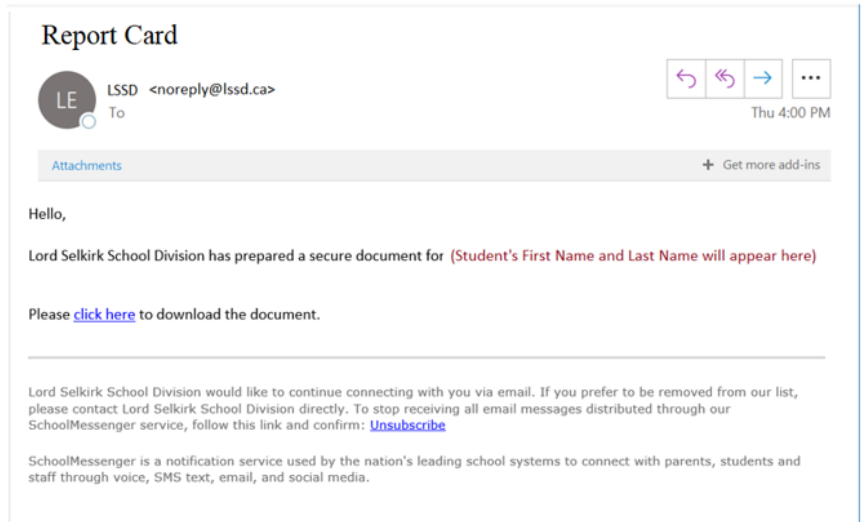 Report Card
LE
LSSD <noreply@lssd.ca>
To
Thu 4:00 PM
Attachments
+ Get more add-ins
Hello,
Lord Selkirk School Division has prepared a secure document for (Student's First Name and Last Name will appear here)
Please click here to download the document.
Lord Selkirk School Division would like to continue connecting with you via email. If you prefer to be removed from our list,
please contact Lord Selkirk School Division directly. To stop receiving all email messages distributed through our
SchoolMessenger service, follow this link and confirm: Unsubscribe
SchoolMessenger is a notification service used by the nation's leading school systems to connect with parents, students and
staff through voice, SMS text, email, and social media.